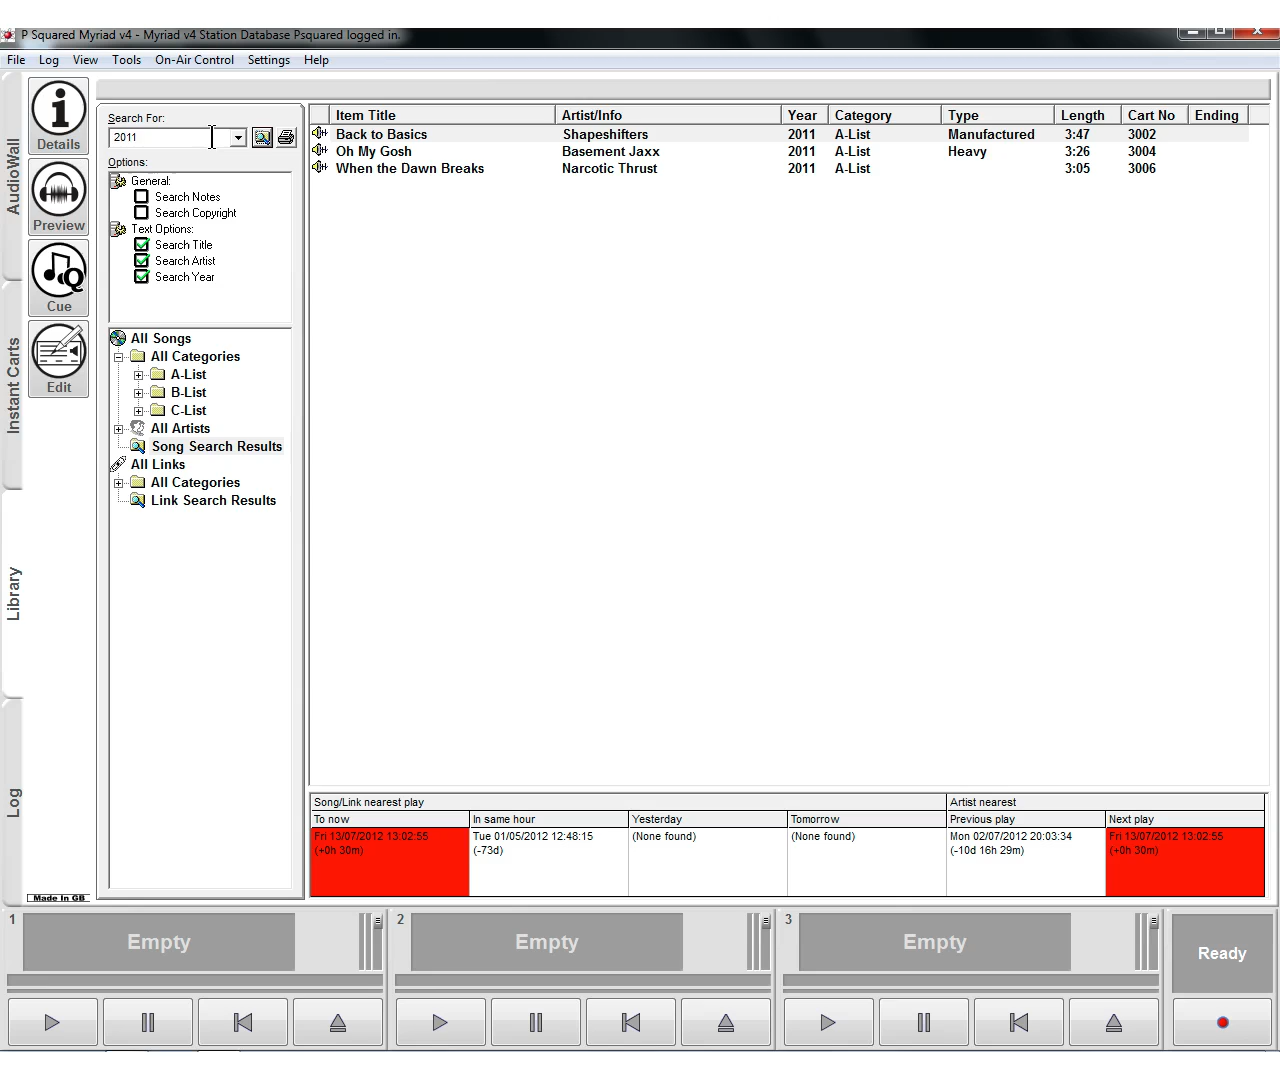 P Squared Myriad v4 - Myriad v4 Station Database Psquared logged in.
File Log View Tools On-Air Control Settings Help
AudioWall
Instant Carts
Library
Log
Details
Preview
Cue
Edit
Made In GB
Search For:
2011
Options:
General:
Search Notes
Search Copyright
Text Options:
Search Title
Search Artist
Search Year
All Songs
All Categories
A-List
B-List
C-List
All Artists
Song Search Results
All Links
All Categories
Link Search Results
Item Title Artist/Info Year Category Type Length Cart No Ending
Back to Basics Shapeshifters 2011 A-List Manufactured 3:47 3002
Oh My Gosh Basement Jaxx 2011 A-List Heavy 3:26 3004
When the Dawn Breaks Narcotic Thrust 2011 A-List 3:05 3006
Song/Link nearest play Artist nearest
To now In same hour Yesterday Tomorrow Previous play Next play
Fri 13/07/2012 13:02:55 Tue 01/05/2012 12:48:15 (None found) (None found) Mon 02/07/2012 20:03:34 Fri 13/07/2012 13:02:55
(+0h 30m) (-73d) (-10d 16h 29m) (+0h 30m)
1 Empty 2 Empty 3 Empty Ready